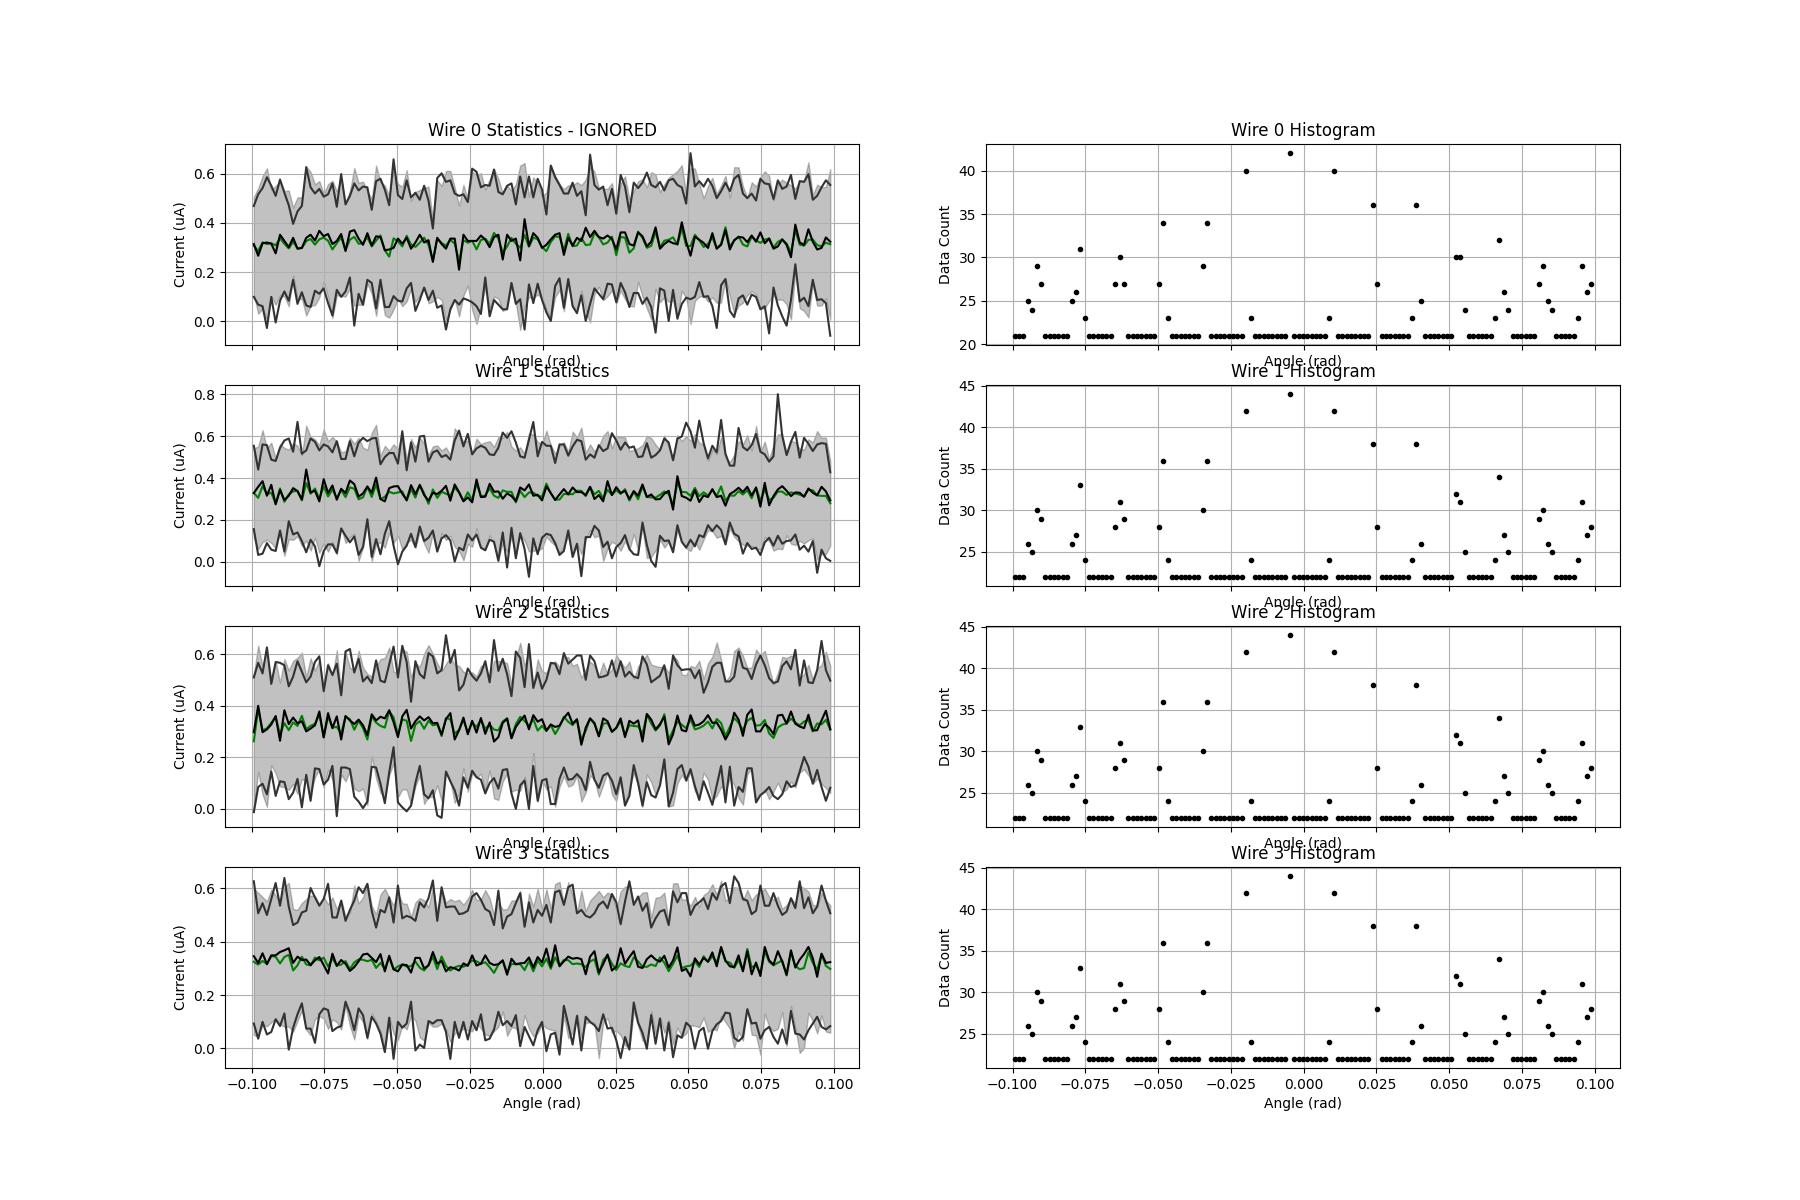 Wire 0 Statistics - IGNORED
Current (uA)
0.6
0.4
0.2
0.0
Angle (rad)
Wire 0 Histogram
Data Count
40
35
30
25
20
Angle (rad)
Wire 1 Statistics
Current (uA)
0.8
0.6
0.4
0.2
0.0
Angle (rad)
Wire 1 Histogram
Data Count
45
40
35
30
25
Angle (rad)
Wire 2 Statistics
Current (uA)
0.6
0.4
0.2
0.0
Angle (rad)
Wire 2 Histogram
Data Count
45
40
35
30
25
Angle (rad)
Wire 3 Statistics
Current (uA)
0.6
0.4
0.2
0.0
−0.100 −0.075 −0.050 −0.025 0.000 0.025 0.050 0.075 0.100
Angle (rad)
Wire 3 Histogram
Data Count
45
40
35
30
25
−0.100 −0.075 −0.050 −0.025 0.000 0.025 0.050 0.075 0.100
Angle (rad)